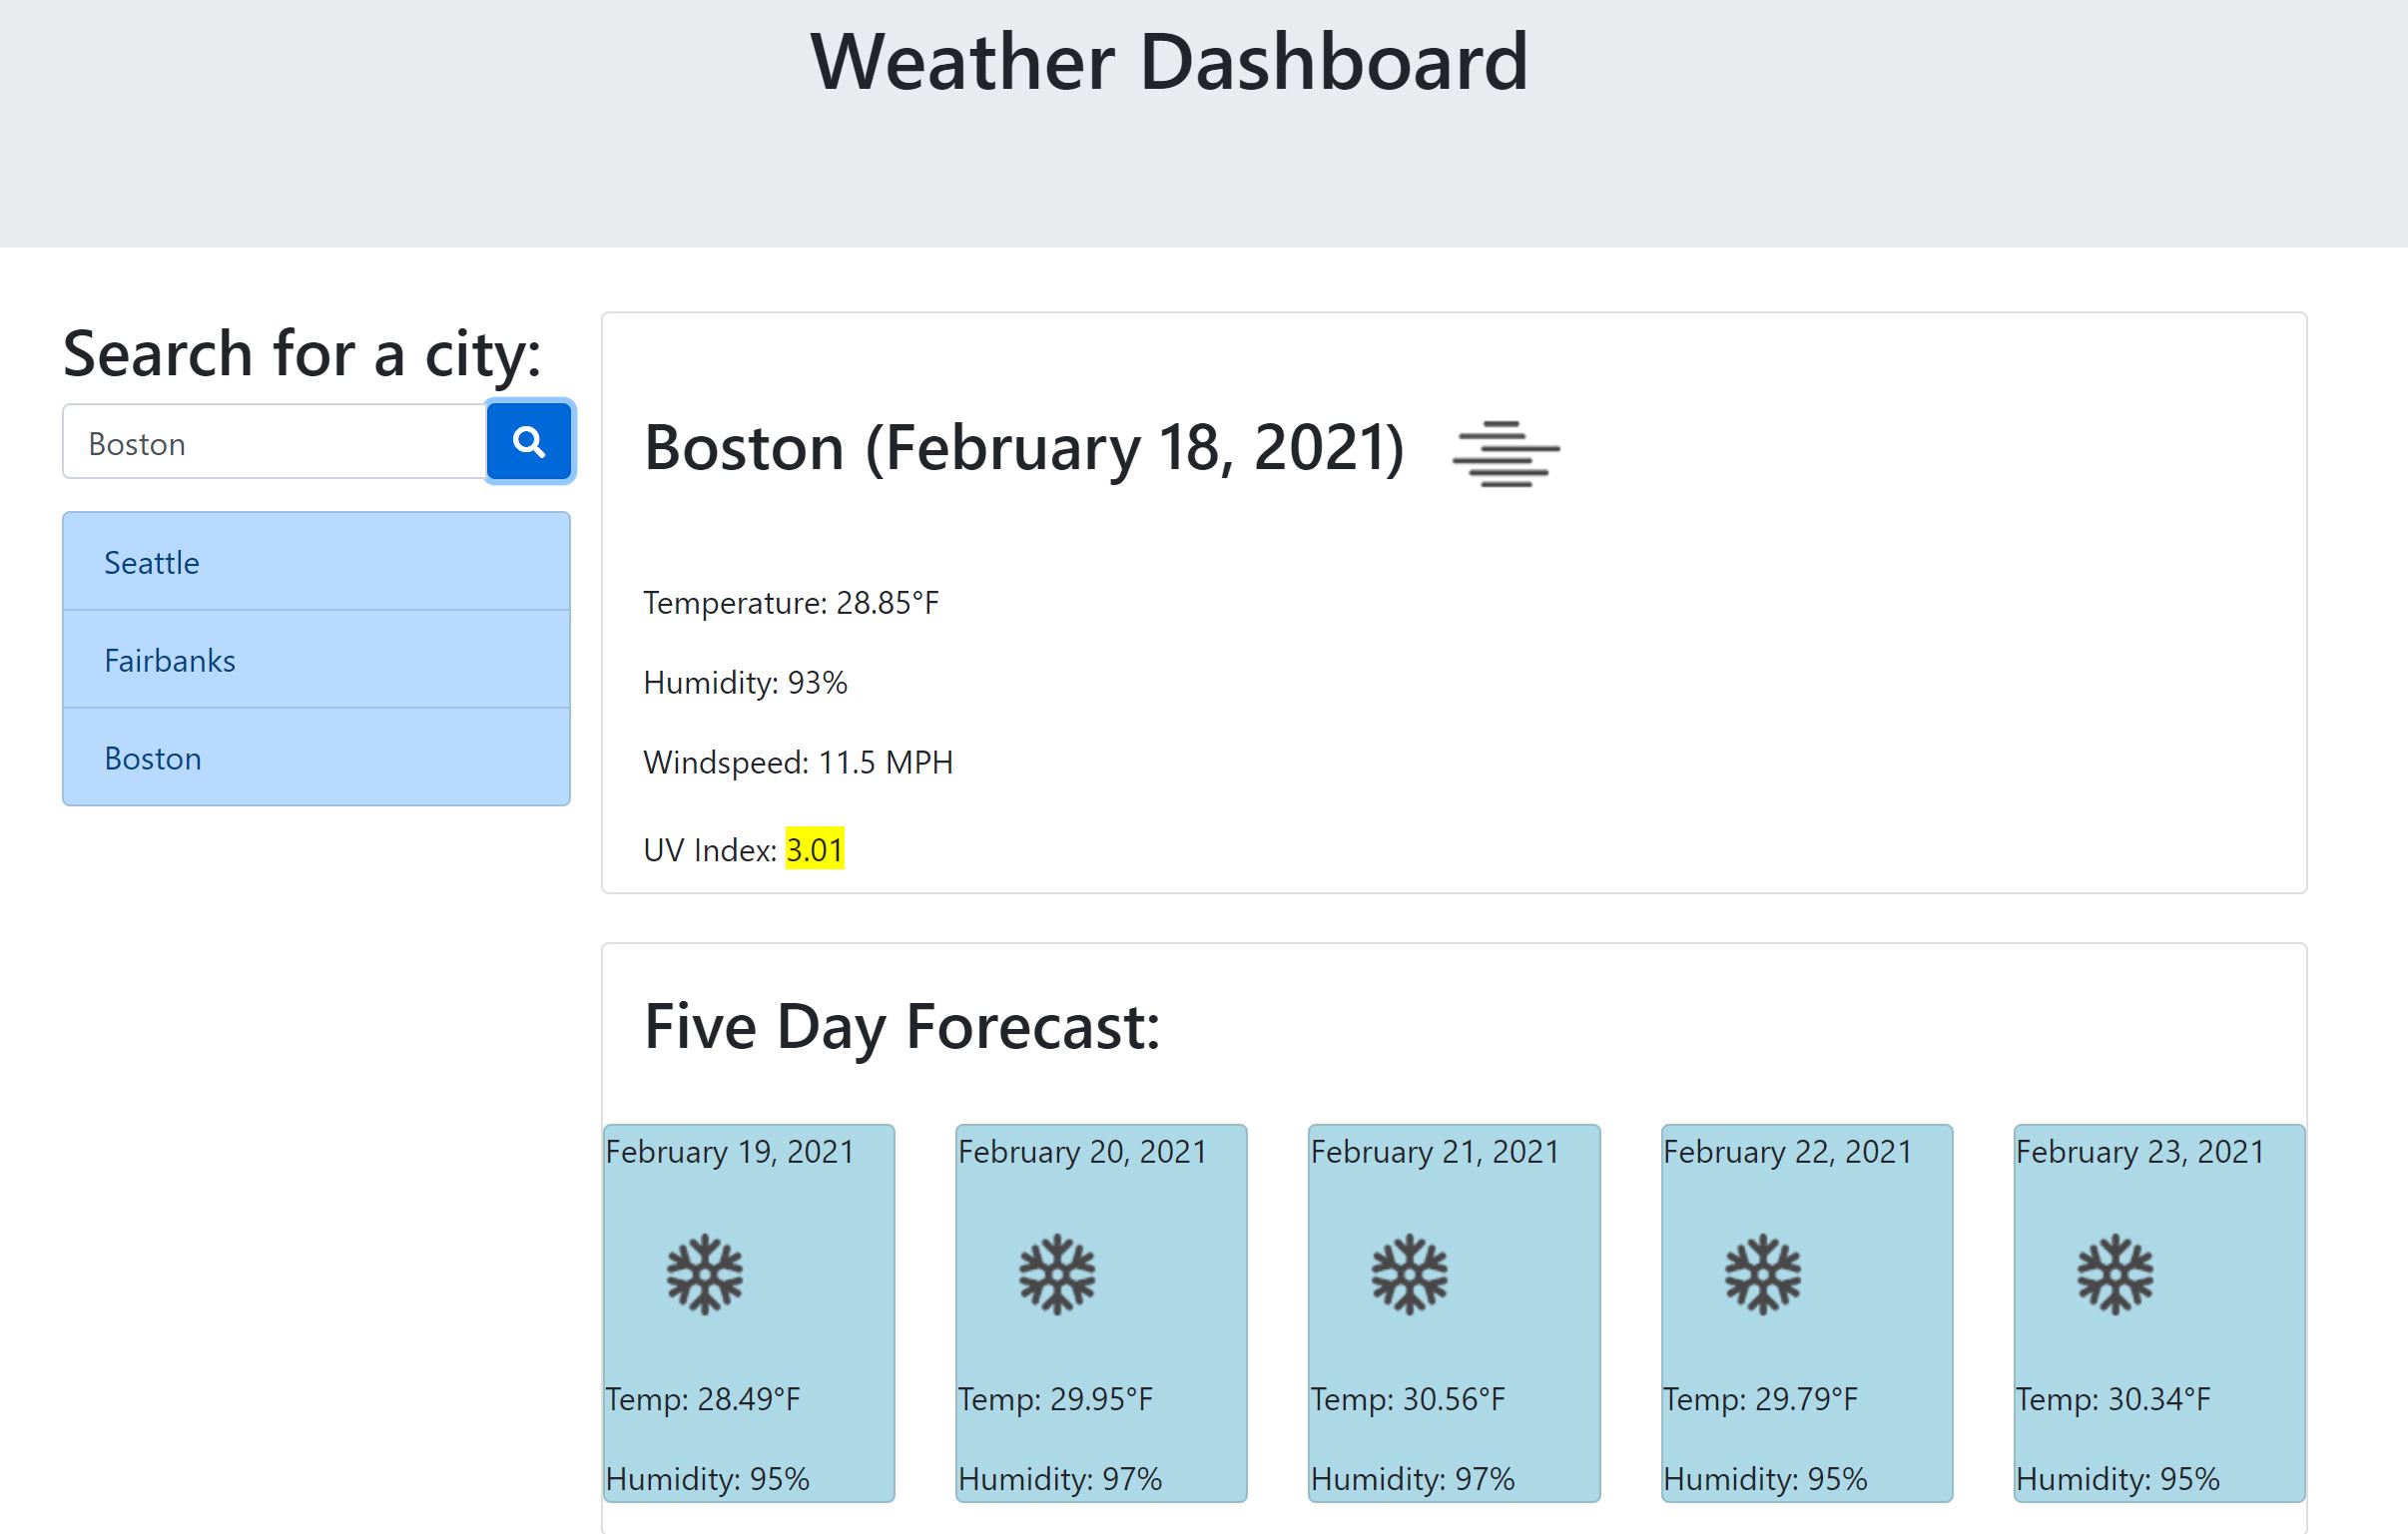 Weather Dashboard
Search for a city:
Boston
Seattle
Fairbanks
Boston
Boston (February 18, 2021)
Temperature: 28.85°F
Humidity: 93%
Windspeed: 11.5 MPH
UV Index: 3.01
Five Day Forecast:
February 19, 2021
Temp: 28.49°F
Humidity: 95%
February 20, 2021
Temp: 29.95°F
Humidity: 97%
February 21, 2021
Temp: 30.56°F
Humidity: 97%
February 22, 2021
Temp: 29.79°F
Humidity: 95%
February 23, 2021
Temp: 30.34°F
Humidity: 95%